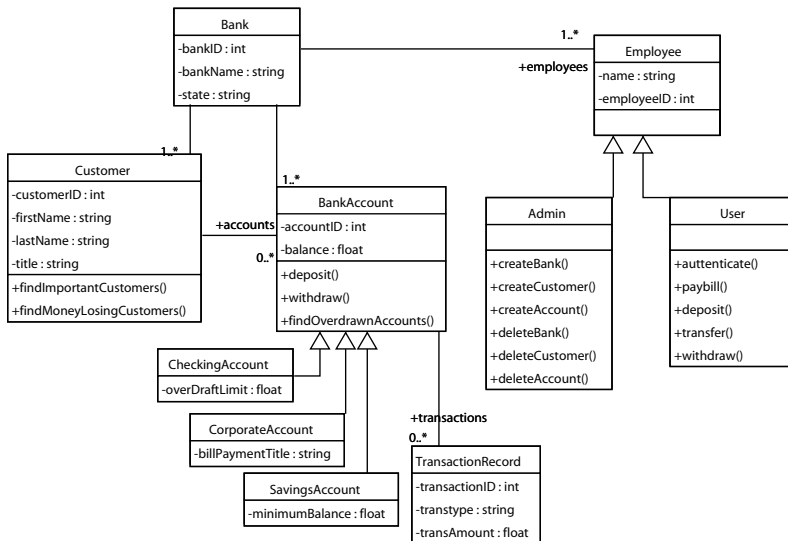 Bank
-bankID : int
-bankName : string
-state : string
1..*
+employees
Employee
-name : string
-employeeID : int
1..*
Customer
-customerID : int
-firstName : string
-lastName : string
-title : string
+findImportantCustomers()
+findMoneyLosingCustomers()
+accounts
0..*
1..*
BankAccount
-accountID : int
-balance : float
+deposit()
+withdraw()
+findOverdrawnAccounts()
Admin
+createBank()
+createCustomer()
+createAccount()
+deleteBank()
+deleteCustomer()
+deleteAccount()
User
+auttenticate()
+paybill()
+deposit()
+transfer()
+withdraw()
CheckingAccount
-overDraftLimit : float
CorporateAccount
-billPaymentTitle : string
SavingsAccount
-minimumBalance : float
+transactions
0..*
TransactionRecord
-transactionID : int
-transtype : string
-transAmount : float